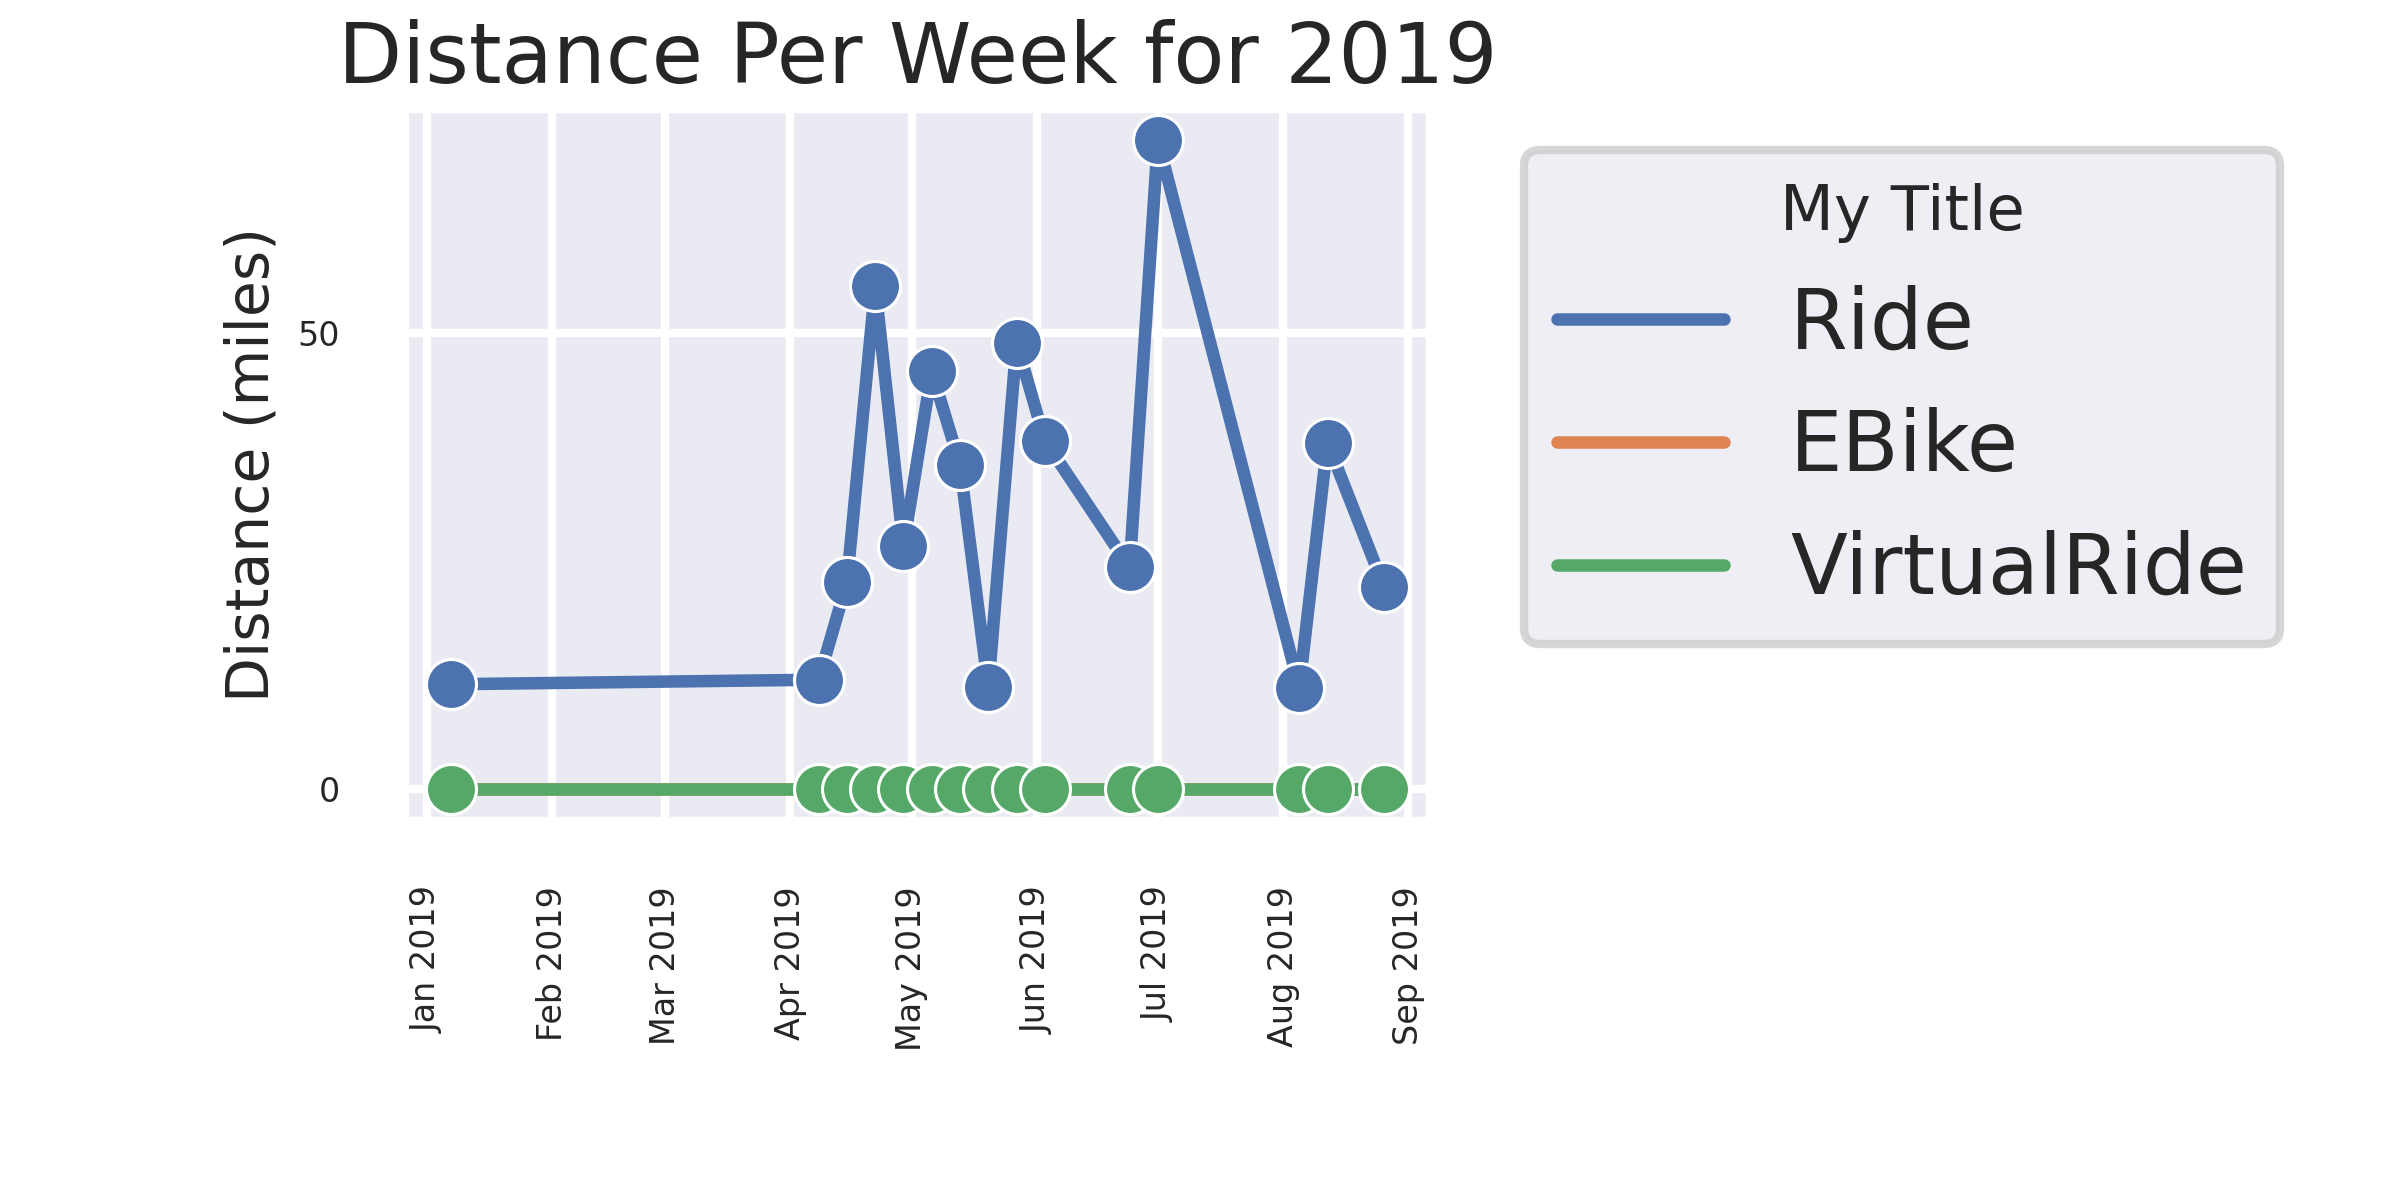 Distance Per Week for 2019
Distance (miles)
50
0
Jan 2019
Feb 2019
Mar 2019
Apr 2019
May 2019
Jun 2019
Jul 2019
Aug 2019
Sep 2019
My Title
Ride
EBike
VirtualRide